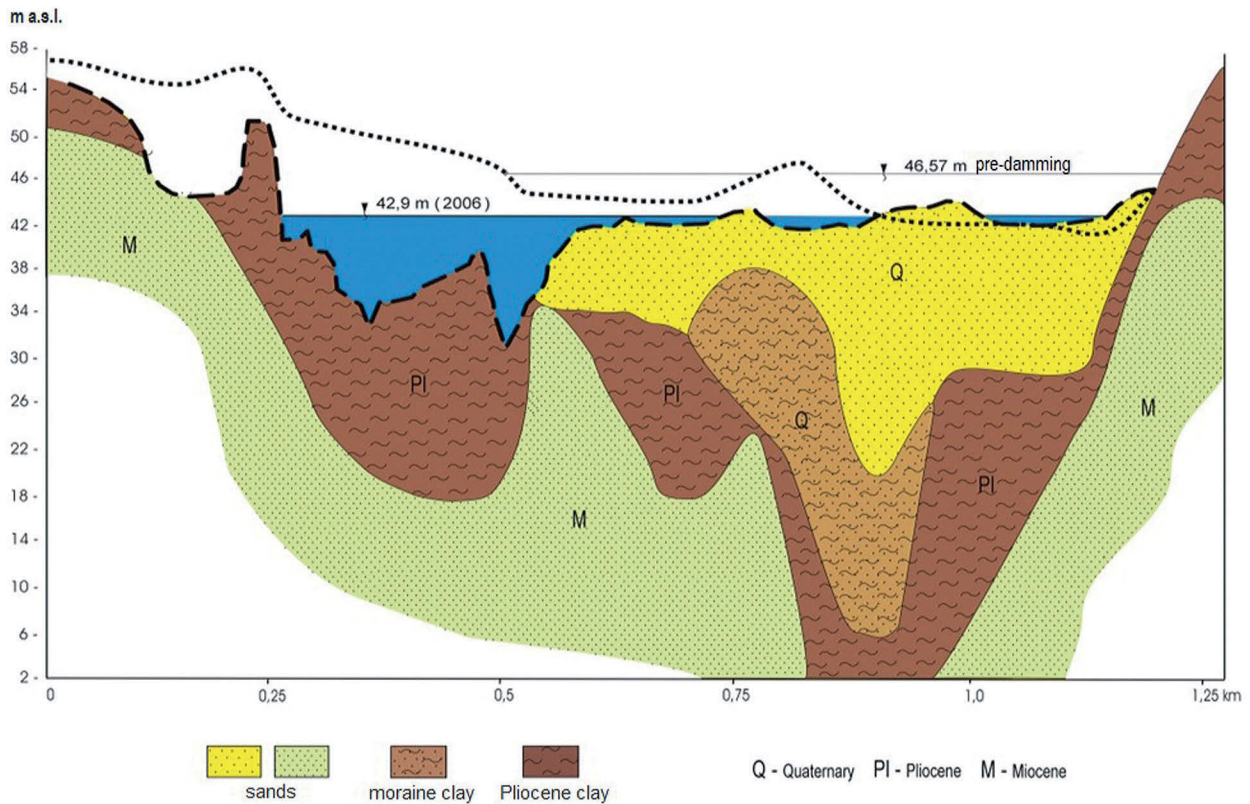 m a.s.l.
58 -
54 -
50 -
46 -
42 -
38 -
34 -
30 -
26 -
22 -
18 -
14 -
10 -
6 -
2 -
46,57 m pre-damming
42,9 m (2006)
M
Q
Pl
Pl
Q
M
Pl
M
0
0,25
0,5
0,75
1,0
1,25 km
sands
moraine clay
Pliocene clay
Q - Quaternary Pl - Pliocene M - Miocene